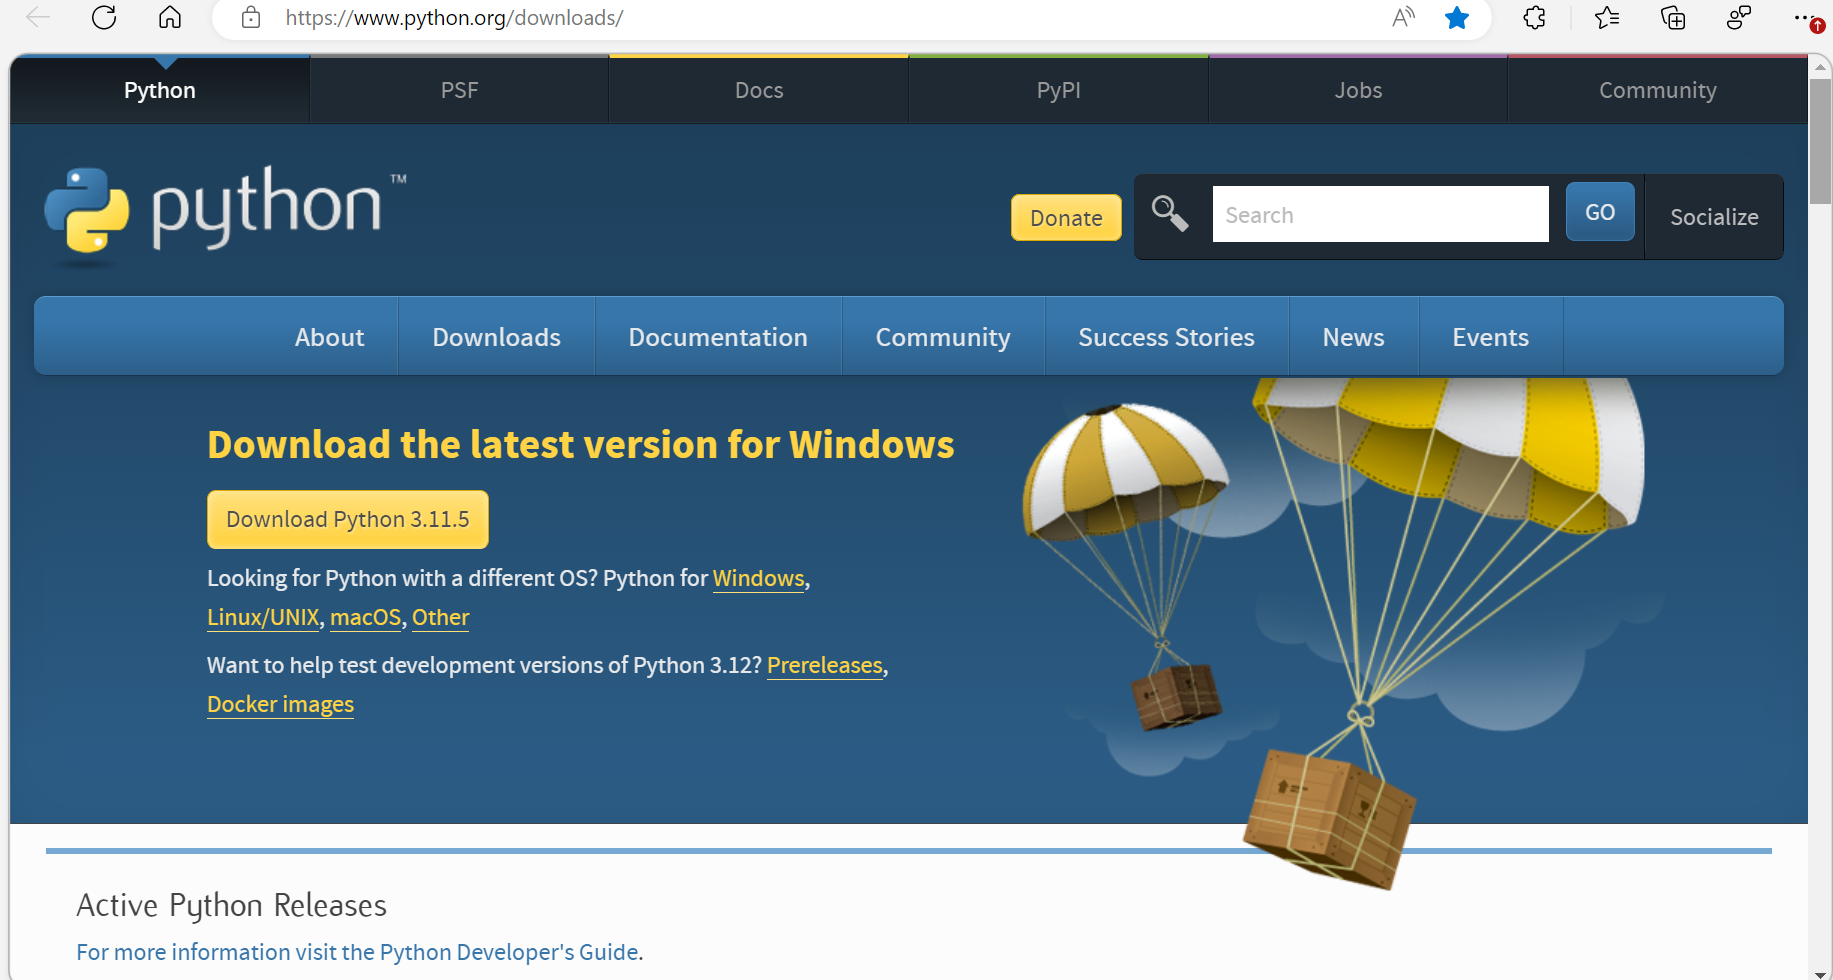 https://www.python.org/downloads/
Python PSF Docs PyPI Jobs Community
python™
Donate Search GO Socialize
About Downloads Documentation Community Success Stories News Events
Download the latest version for Windows
Download Python 3.11.5
Looking for Python with a different OS? Python for Windows,
Linux/UNIX, macOS, Other
Want to help test development versions of Python 3.12? Prereleases,
Docker images
Active Python Releases
For more information visit the Python Developer's Guide.